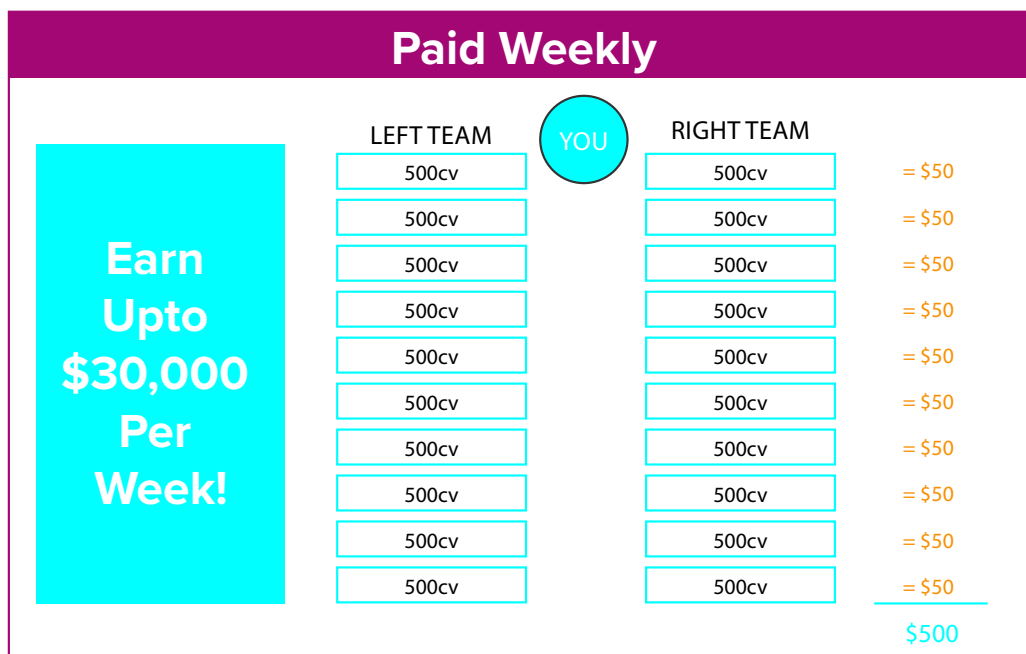 Paid Weekly
LEFT TEAM YOU RIGHT TEAM
500cv 500cv = $50
500cv 500cv = $50
500cv 500cv = $50
500cv 500cv = $50
500cv 500cv = $50
500cv 500cv = $50
500cv 500cv = $50
500cv 500cv = $50
500cv 500cv = $50
500cv 500cv = $50
$500
Earn
Upto
$30,000
Per
Week!